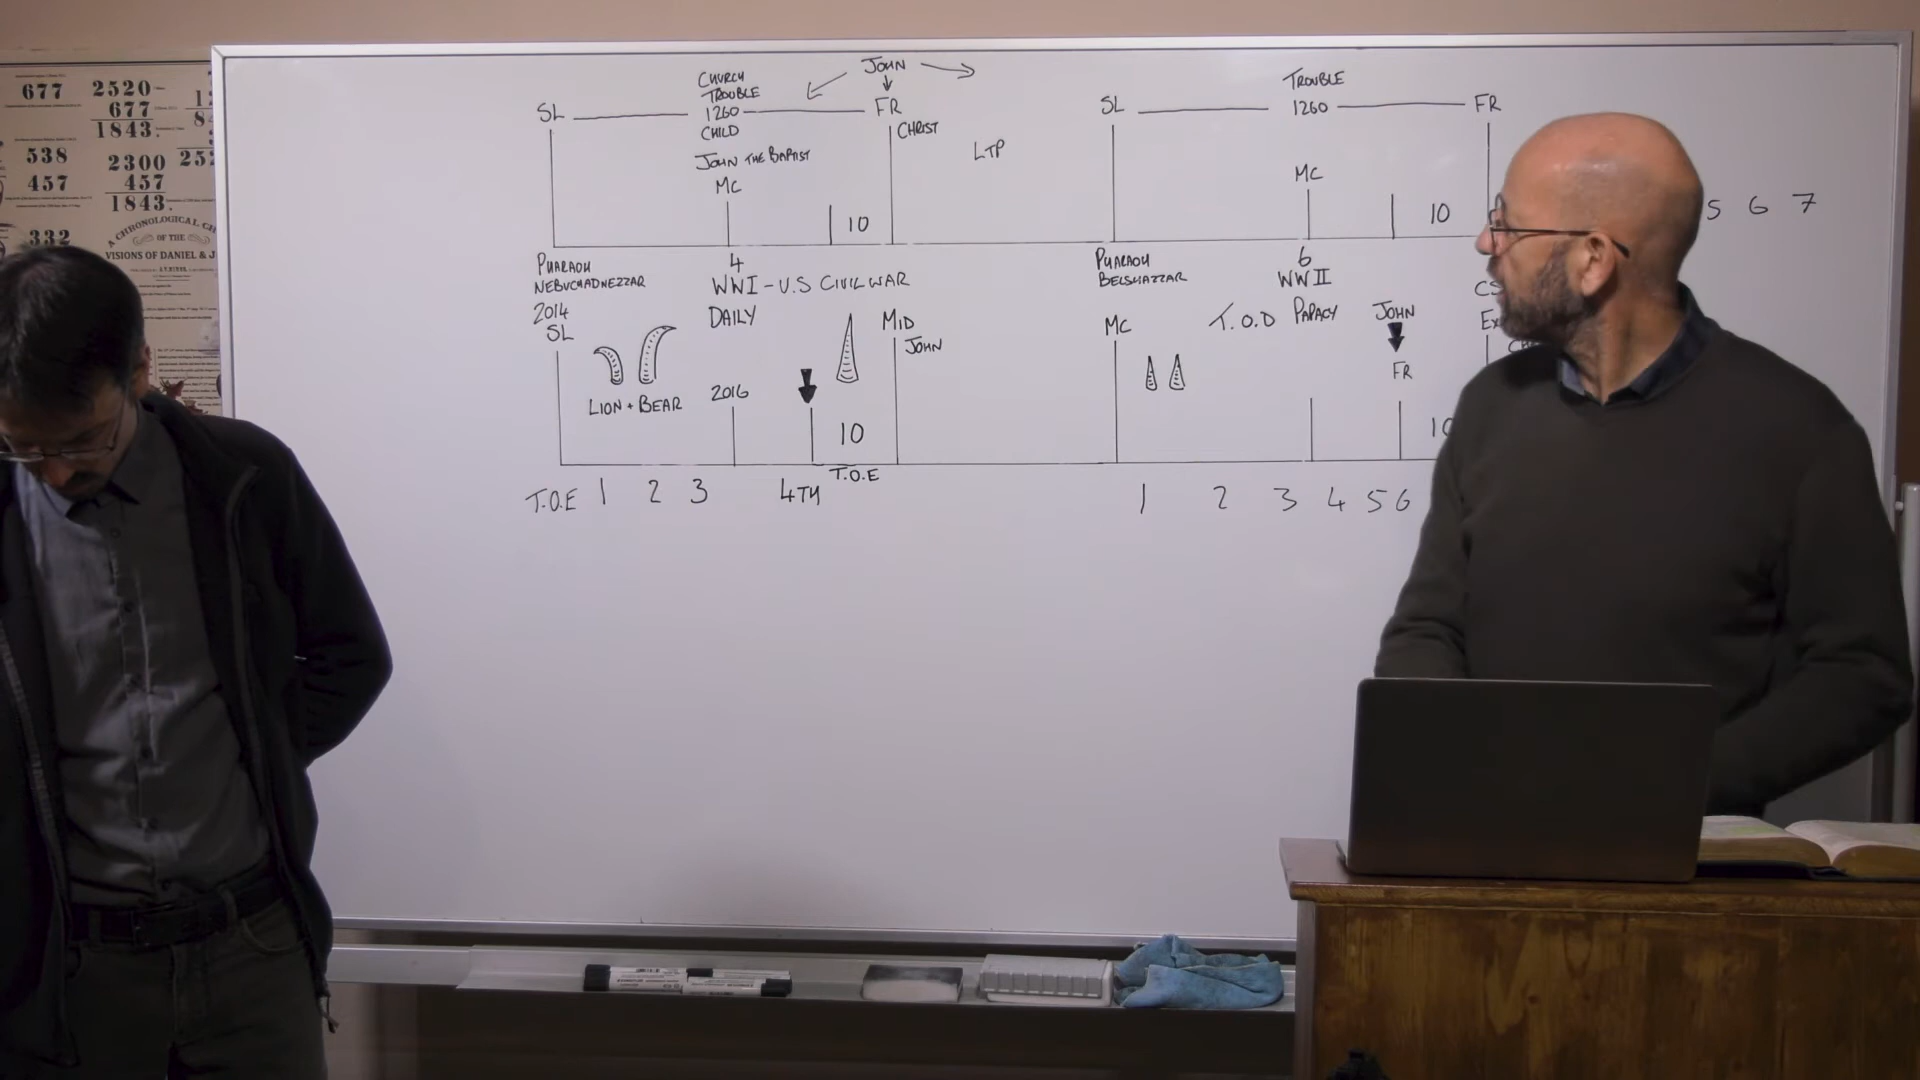 677
2520
677
1843.
538
457
2300
457
1843.
332
A CHRONOLOGICAL CH
OF THE
VISIONS OF DANIEL & J
JOHN
CHURCH
TROUBLE
SL 1260 FR
CHILD
CHRIST
JOHN THE BAPTIST
LTP
MC
10
PHARAOH
NEBUCHADNEZZAR
4
WWI - U.S CIVIL WAR
TROUBLE
SL 1260 FR
MC
10
5 6 7
PHARAOH
BELSHAZZAR
6
WWII
2014
SL
DAILY
MID
JOHN
LION + BEAR
2016
10
T.O.E
T.O.E 1 2 3 4TH
MC
T.O.D
PAPACY
JOHN
FR
10
1 2 3 4 5 6